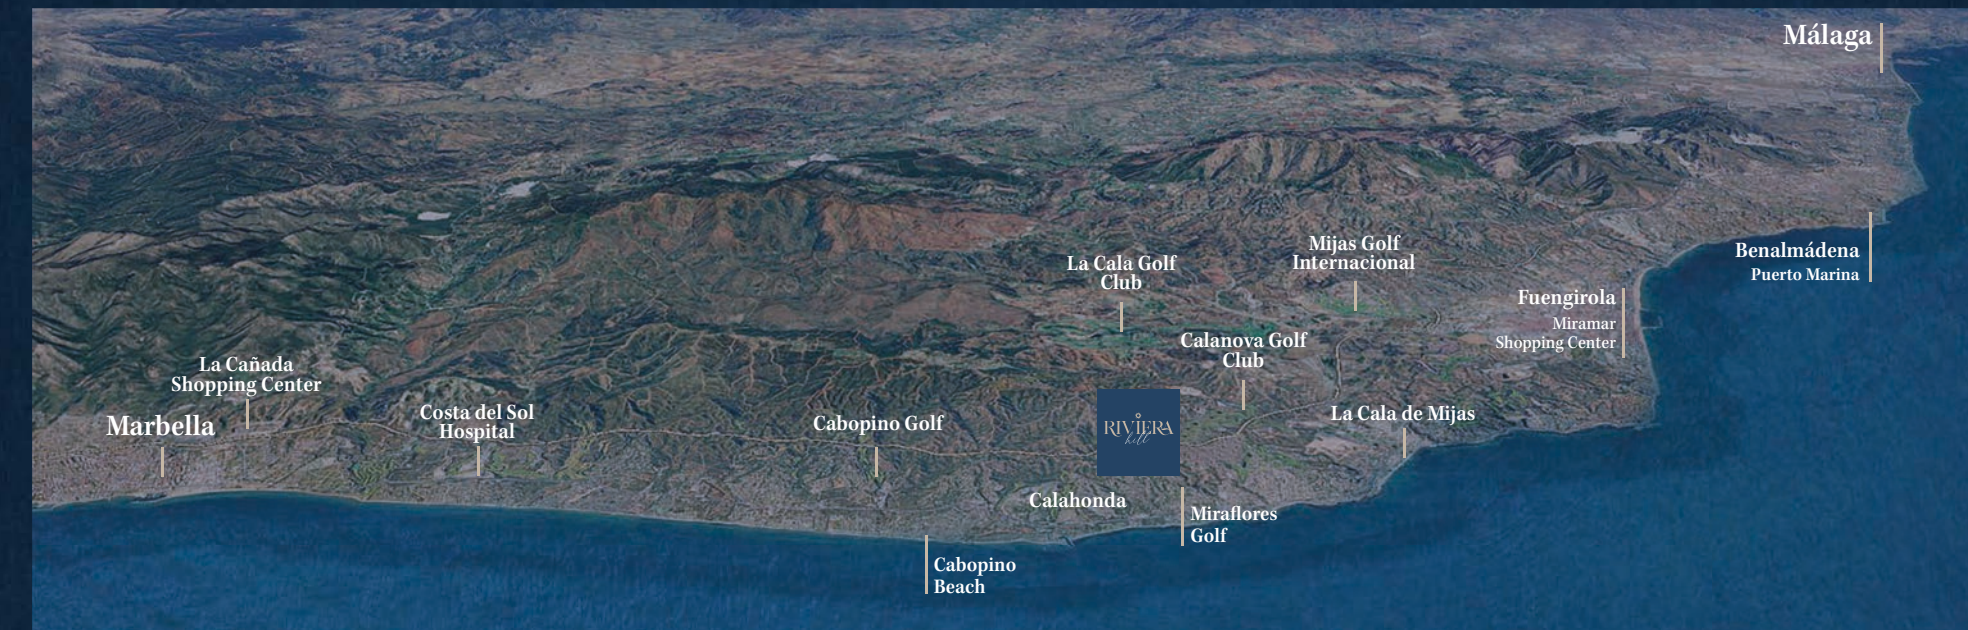 Málaga
Mijas Golf
Internacional
Benalmádena
Puerto Marina
La Cala Golf
Club
Fuengirola
Miramar
Shopping Center
Calanova Golf
Club
La Cañada
Shopping Center
Marbella
Costa del Sol
Hospital
Cabopino Golf
RIVIERA
hill
La Cala de Mijas
Calahonda
Miraflores
Golf
Cabopino
Beach